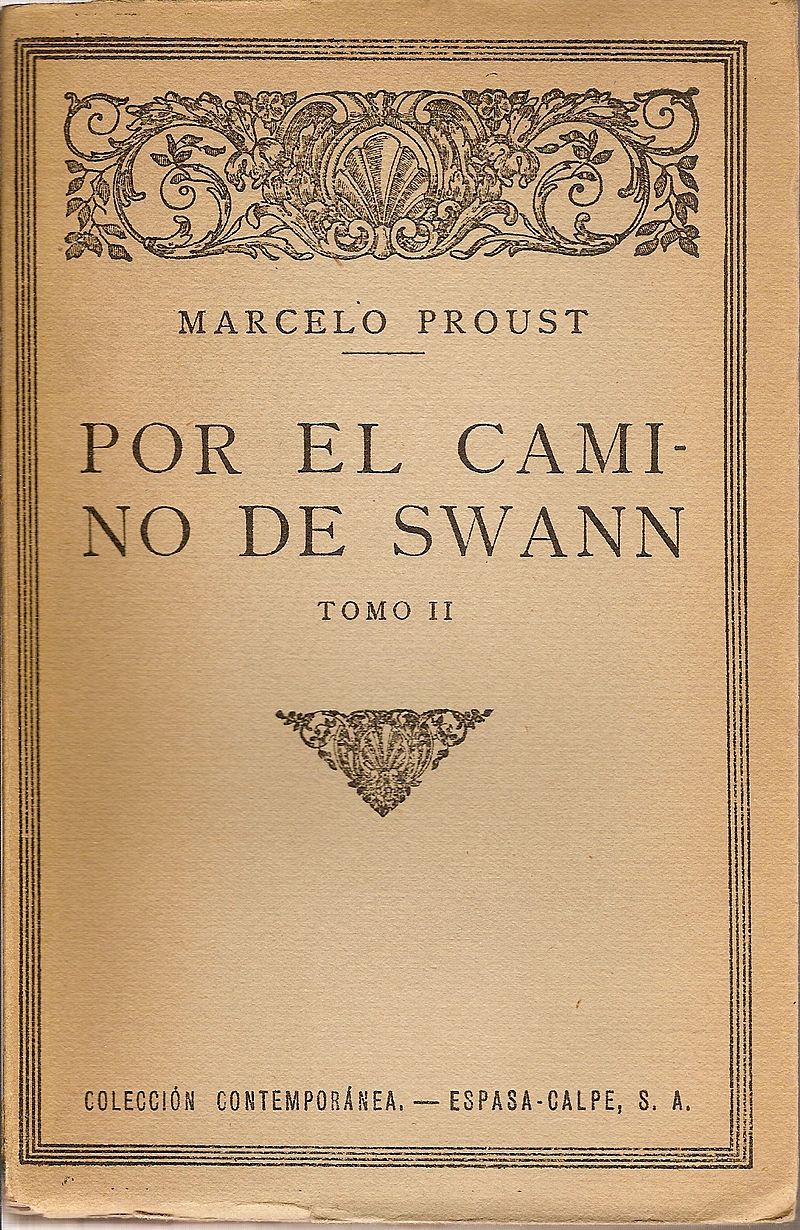 MARCELO PROUST
POR EL CAMI-
NO DE SWANN
TOMO II
COLECCIÓN CONTEMPORÁNEA. — ESPASA-CALPE, S. A.